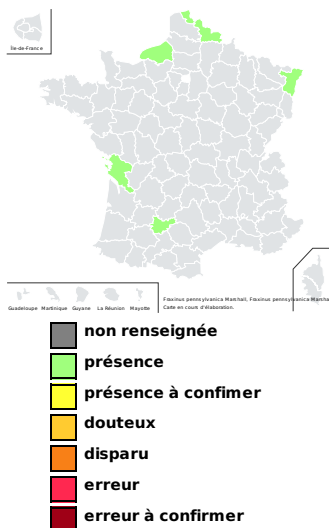 Île-de-France
Guadeloupe Martinique Guyane La Réunion Mayotte
Fraxinus pennsylvanica Marshall, Fraxinus pennsylvanica Marsha
Carte en cours d'élaboration.
non renseignée
présence
présence à confimer
douteux
disparu
erreur
erreur à confirmer